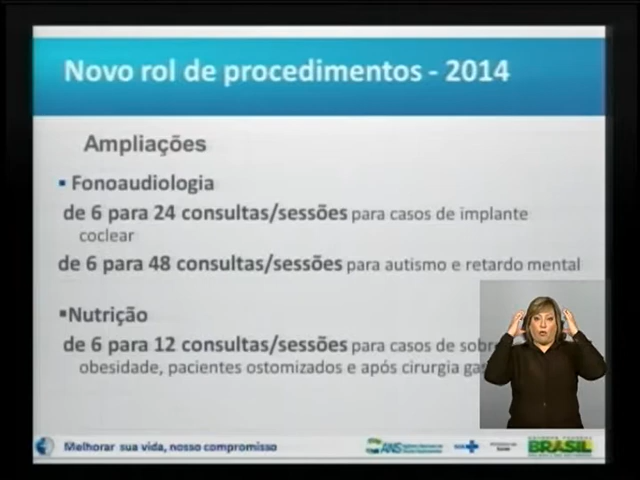 Novo rol de procedimentos - 2014
Ampliações
▪ Fonoaudiologia
de 6 para 24 consultas/sessões para casos de implante
coclear
de 6 para 48 consultas/sessões para autismo e retardo mental
▪Nutrição
de 6 para 12 consultas/sessões para casos de
obesidade, pacientes ostomizados e após cirurgia
Melhorar sua vida, nosso compromisso
ANS
SUS
BRASIL